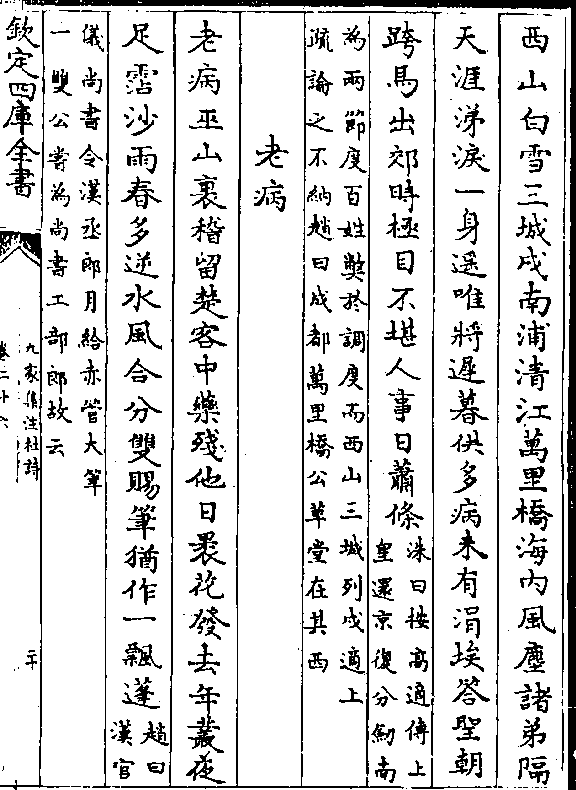 西山白雪三城戍南浦清江萬里橋海内風塵諸弟隔
天涯涕淚一身遥唯將遲暮供多病未有涓埃答聖朝
跨馬出郊時極目不堪人事日蕭條
洙曰按髙適傳上
皇還京復分劎南
為兩節度百姓弊於調度而西山三城列戍適上
疏論之不納趙曰成都萬里橋公草堂在其西
老病
老病巫山裏稽留楚客中藥殘他日裹花發去年叢夜
足霑沙雨春多逆水風合分雙賜筆猶作一飄蓬
趙曰
漢官
儀尚書令漢丞郎月給赤管大筆
一雙公嘗為尚書工部郎故云
欽定四庫全書
九家集注杜詩
卷二十六
二十